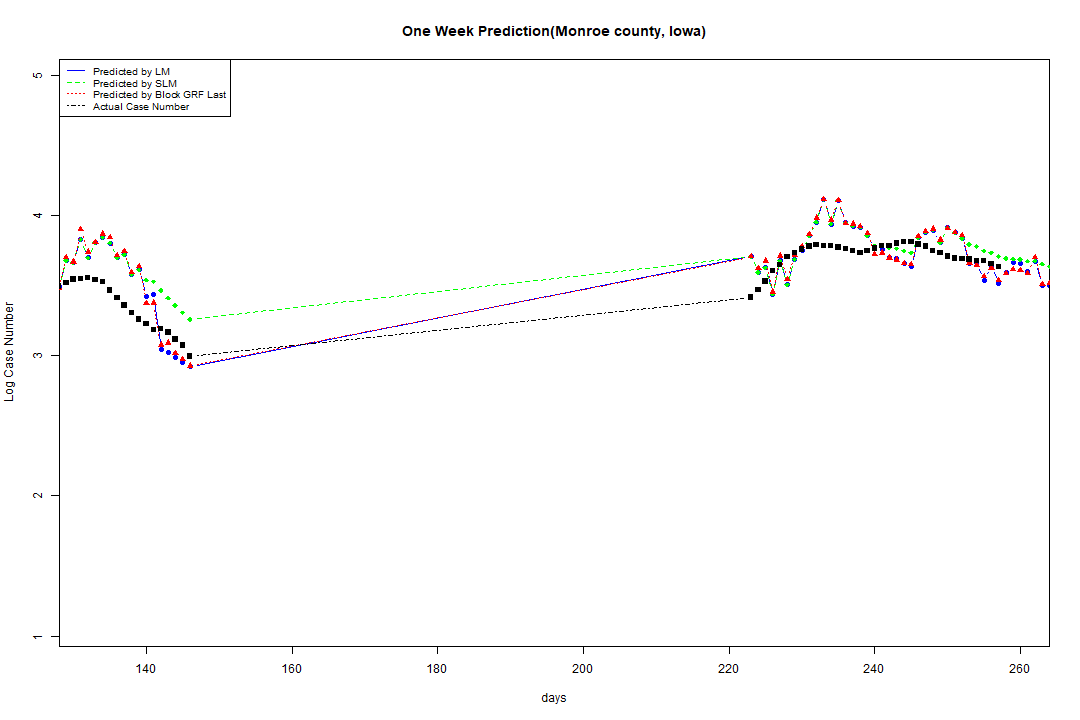 One Week Prediction(Monroe county, Iowa)
Predicted by LM
Predicted by SLM
Predicted by Block GRF Last
Actual Case Number
5
4
3
2
1
Log Case Number
140 160 180 200 220 240 260
days